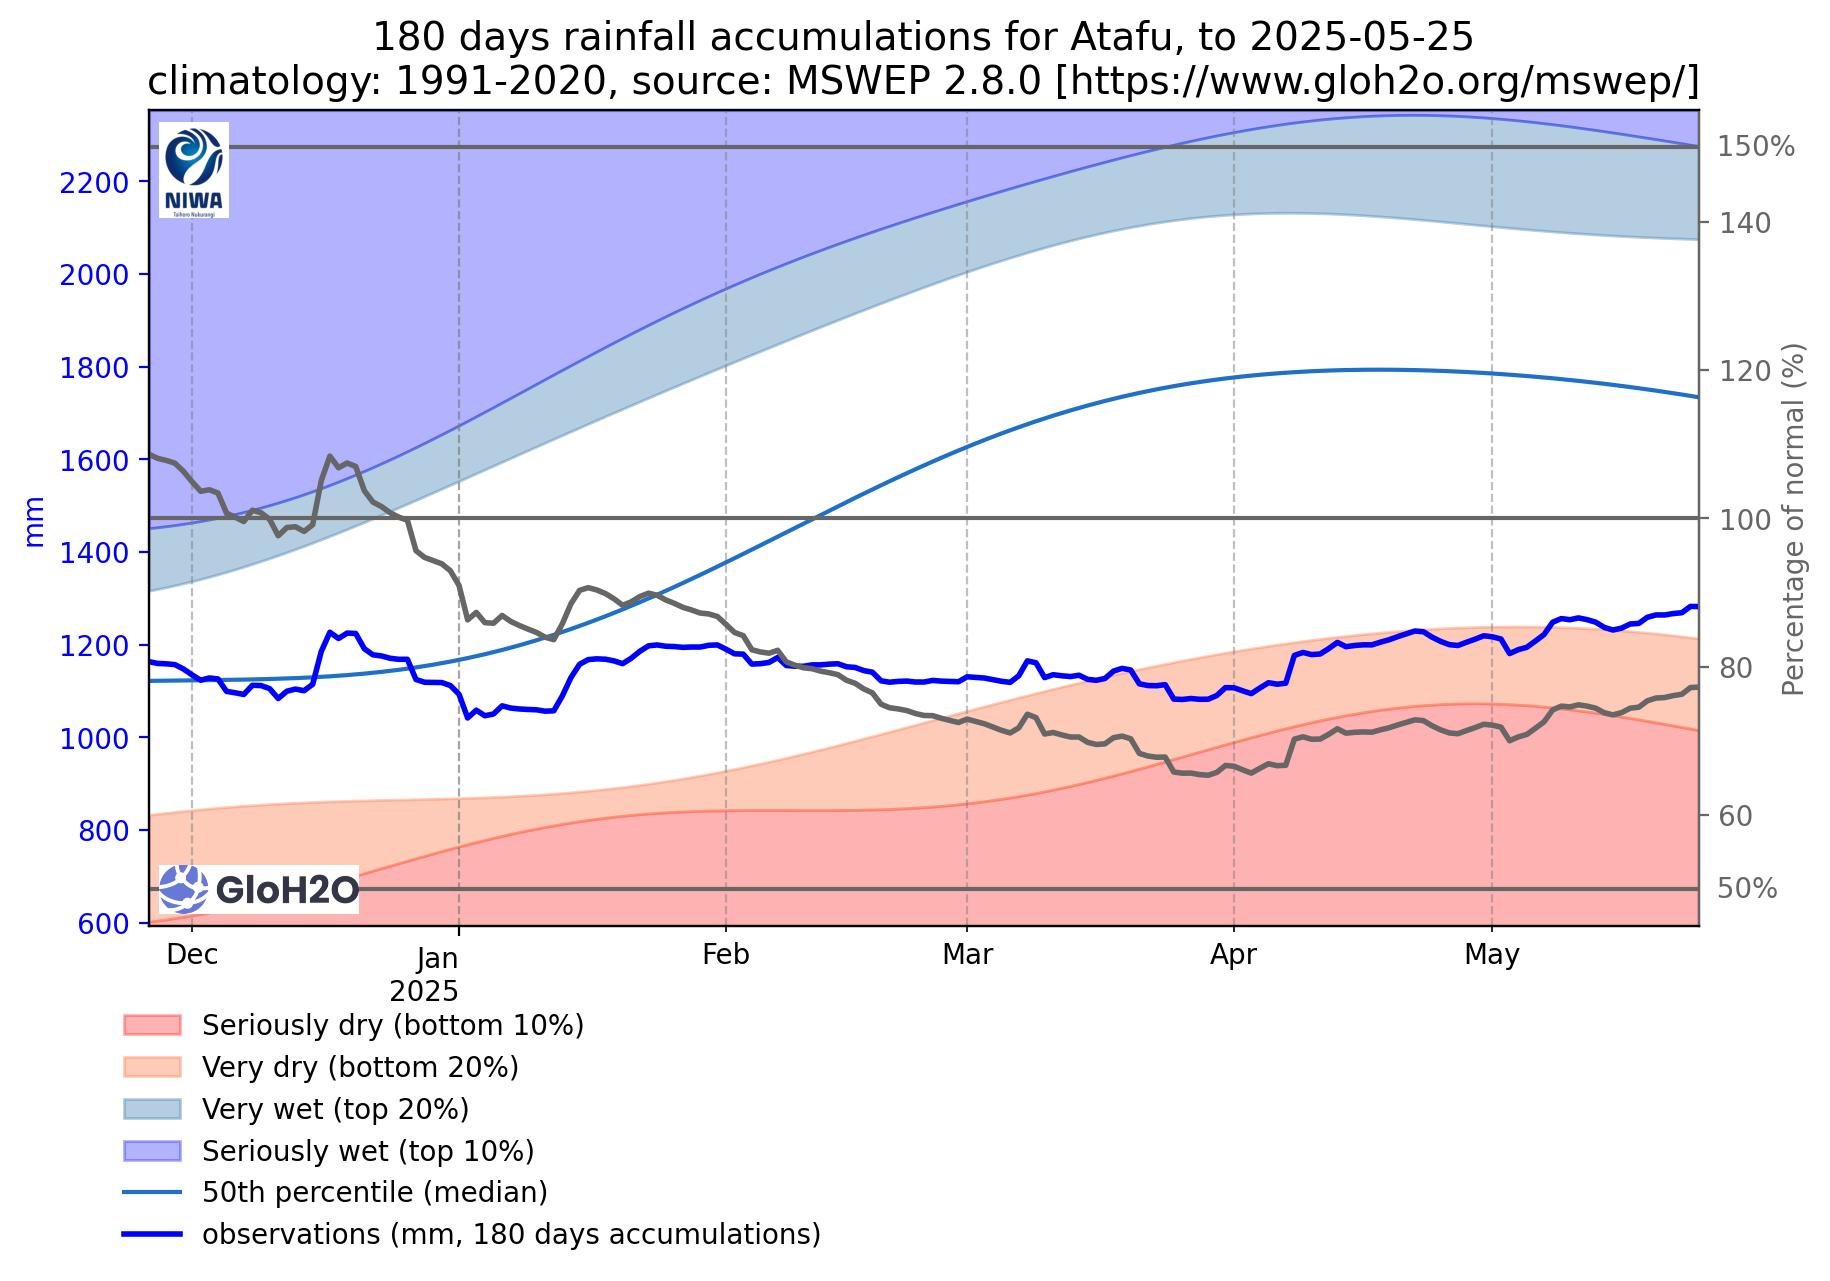 180 days rainfall accumulations for Atafu, to 2025-05-25
climatology: 1991-2020, source: MSWEP 2.8.0 [https://www.gloh2o.org/mswep/]
NIWA
Taihoro Nukurangi
2200
2000
1800
1600
1400
1200
1000
800
600
mm
150%
140
120
100
80
60
50%
Percentage of normal (%)
GloH2O
Dec
Jan
2025
Feb
Mar
Apr
May
Seriously dry (bottom 10%)
Very dry (bottom 20%)
Very wet (top 20%)
Seriously wet (top 10%)
50th percentile (median)
observations (mm, 180 days accumulations)